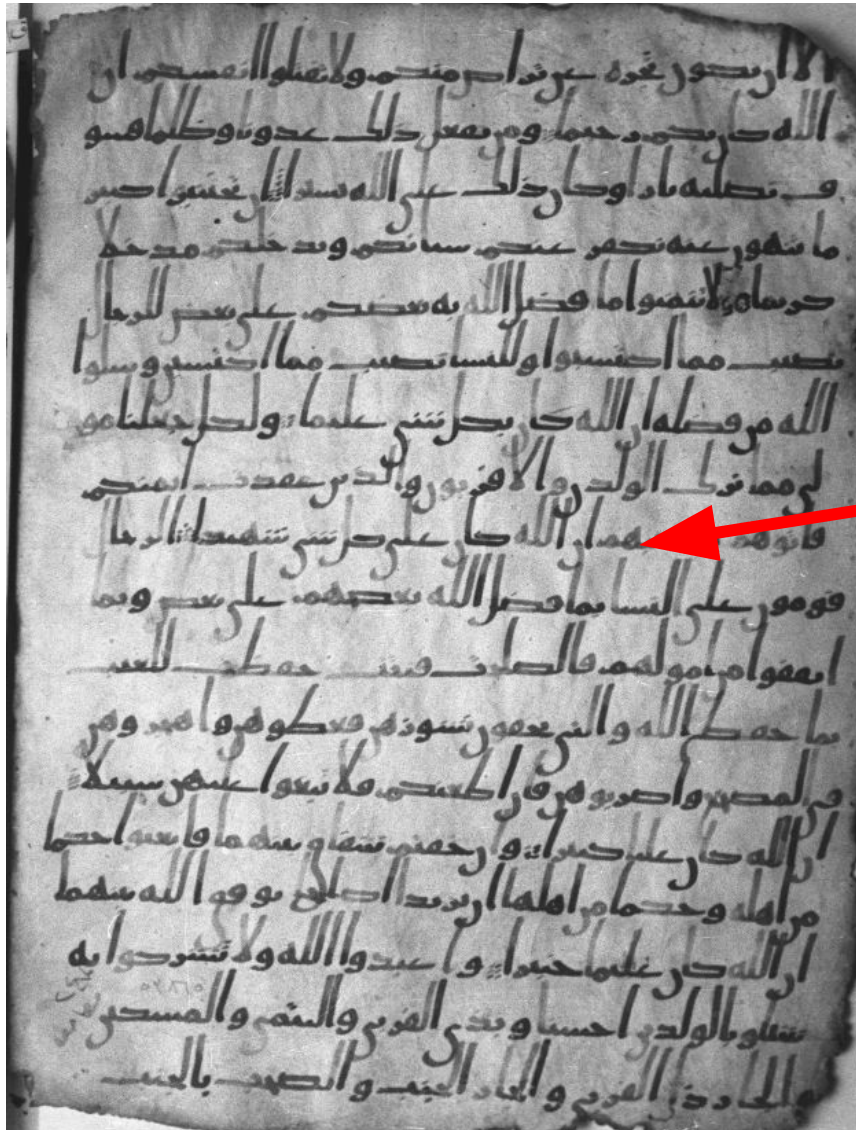 الا ان تكون تجره عن تراض منكم ولا تقتلوا انفسكم ان
الله كان بكم رحيما ومن يفعل ذلك عدونا وظلما فسو
ف نصليه نارا وكان ذلك على الله يسيرا ان تجتنبوا كبير
ما تنهون عنه نكفر عنكم سياتكم وندخلكم مدخلا
كريما ولا تتمنوا ما فضل الله به بعضكم على بعض للرجال
نصيب مما اكتسبوا وللنسا نصيب مما اكتسبن وسلوا
الله من فضله ان الله كان بكل شي عليما ولكل جعلنا مو
لي مما ترك الولدن والاقربون والذين عقدت ايمنكم
فاتوهم ان الله كان على كل شي شهيدا الرجال
قومون على النسا بما فضل الله بعضهم على بعض وبما
انفقوا من امولهم فالصلحت قنتت حفظت للغيب
بما حفظ الله والتي تخفون نشوزهن فعظوهن واهجروهن
في المضجع واضربوهن فان اطعنكم فلا تبغوا عليهن سبيلا
ان الله كان عليا كبيرا وان خفتم شقاق بينهما فابعثوا حكما
من اهله وحكما من اهلها ان يريدا اصلحا يوفق الله بينهما
ان الله كان عليما خبيرا واعبدوا الله ولا تشركوا به
شيا وبالولدين احسنا وبذي القربى واليتمى والمسكين
والجار ذي القربى والجار الجنب والصحب بالجنب